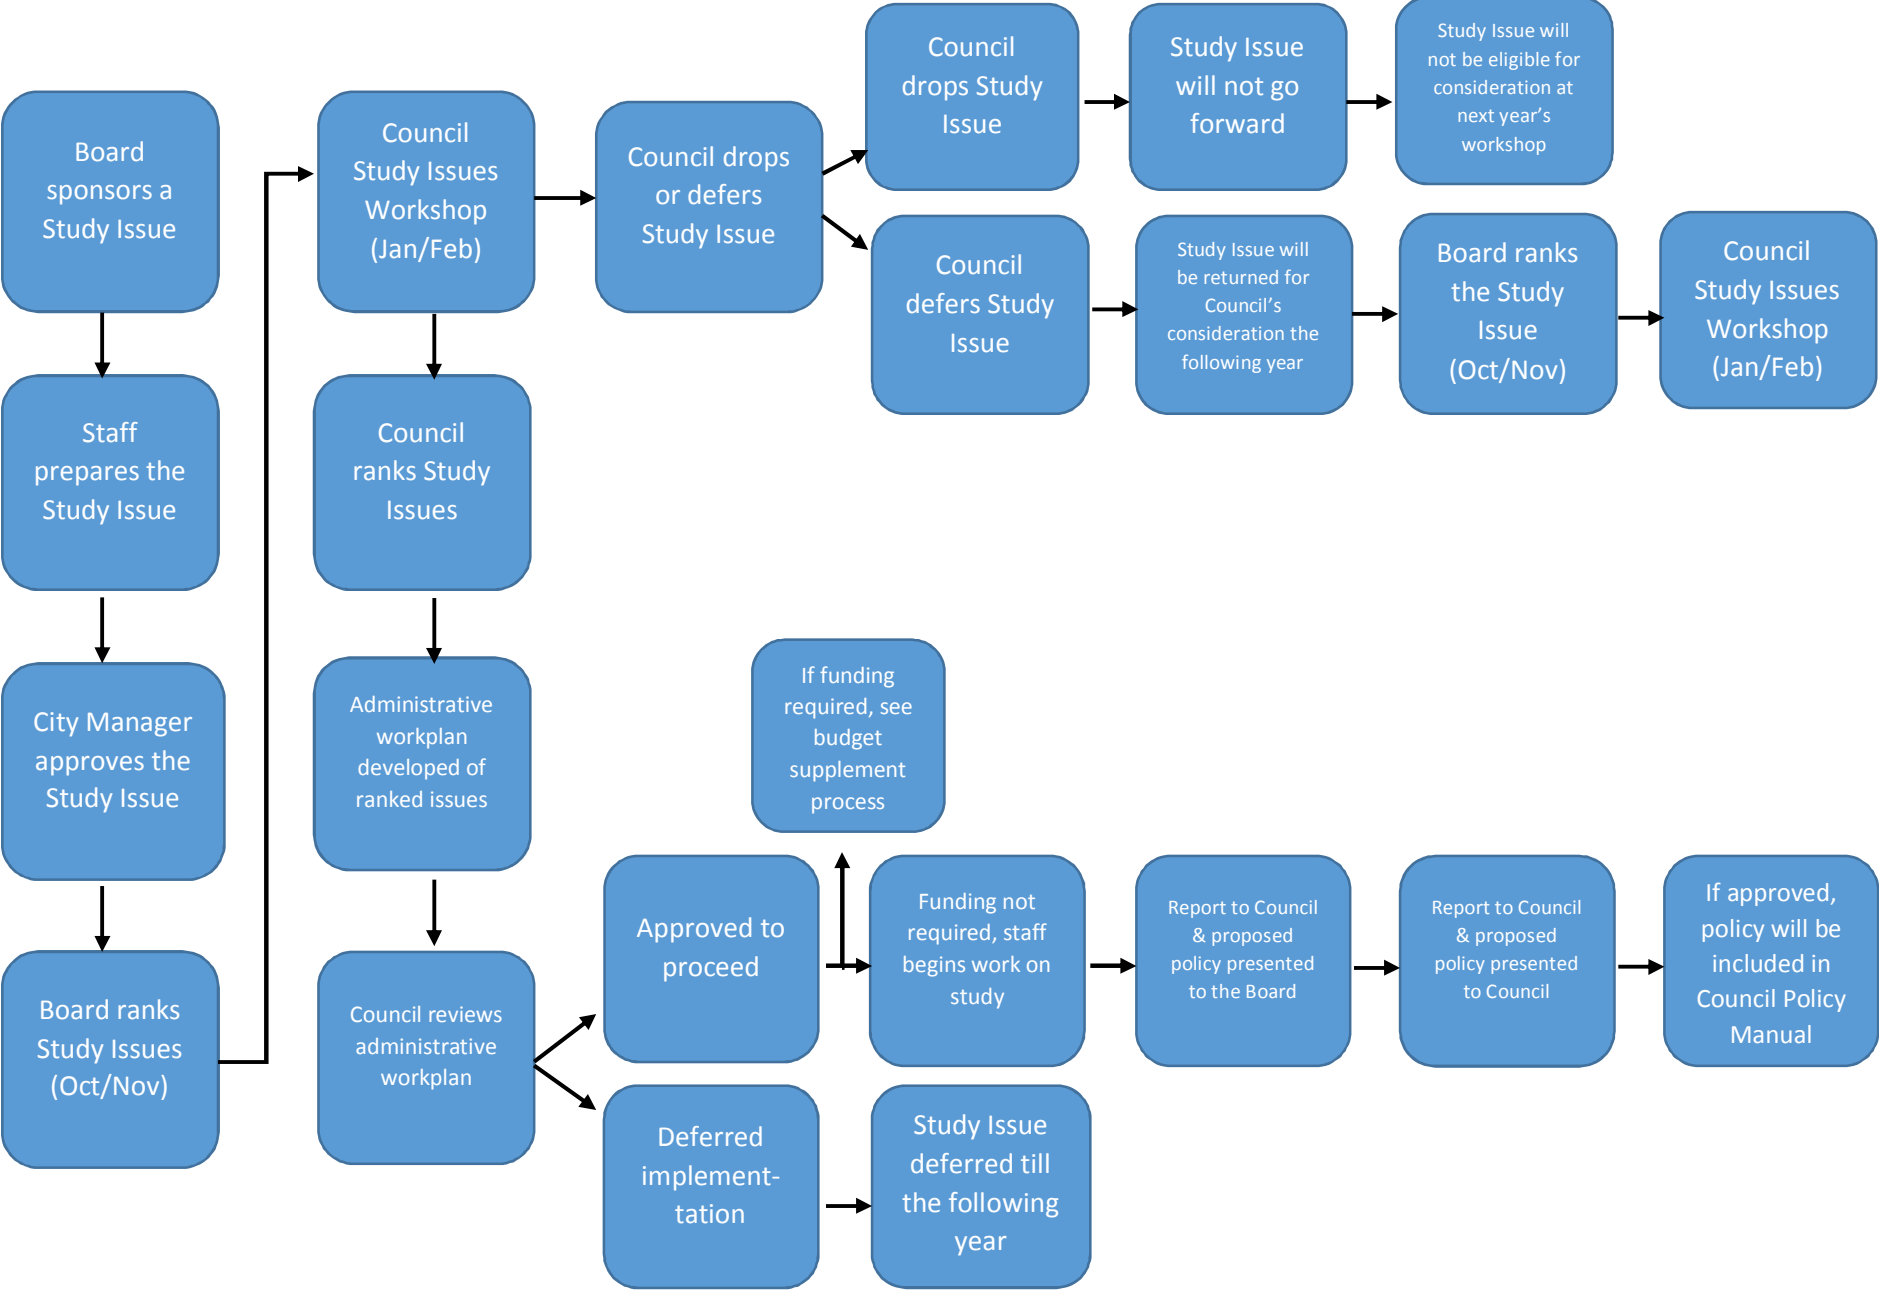 Board
sponsors a
Study Issue
Staff
prepares the
Study Issue
City Manager
approves the
Study Issue
Board ranks
Study Issues
(Oct/Nov)
Council
Study Issues
Workshop
(Jan/Feb)
Council
ranks Study
Issues
Administrative
workplan
developed of
ranked issues
Council reviews
administrative
workplan
Council drops
or defers
Study Issue
Council
drops Study
Issue
Study Issue
will not go
forward
Study Issue will
not be eligible for
consideration at
next year's
workshop
Council
defers Study
Issue
Study Issue will
be returned for
Council's
consideration the
following year
Board ranks
the Study
Issue
(Oct/Nov)
Council
Study Issues
Workshop
(Jan/Feb)
If funding
required, see
budget
supplement
process
Approved to
proceed
Funding not
required, staff
begins work on
study
Report to Council
& proposed
policy presented
to the Board
Report to Council
& proposed
policy presented
to Council
If approved,
policy will be
included in
Council Policy
Manual
Deferred
implement-
tation
Study Issue
deferred till
the following
year